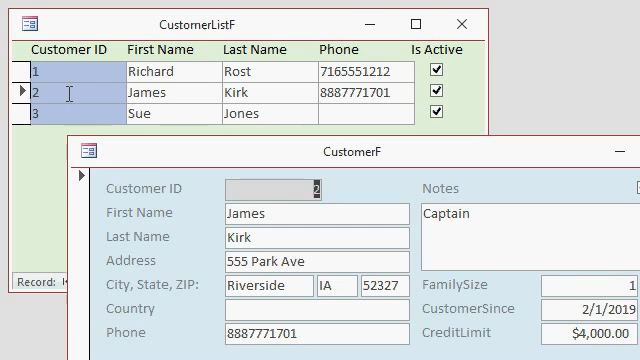 CustomerListF
Customer ID First Name Last Name Phone Is Active
1 Richard Rost 7165551212
2 James Kirk 8887771701
3 Sue Jones
CustomerF
Customer ID 2 Notes
First Name James Captain
Last Name Kirk
Address 555 Park Ave
City, State, ZIP: Riverside IA 52327 FamilySize 1
Country CustomerSince 2/1/2019
Phone 8887771701 CreditLimit $4,000.00
Record: